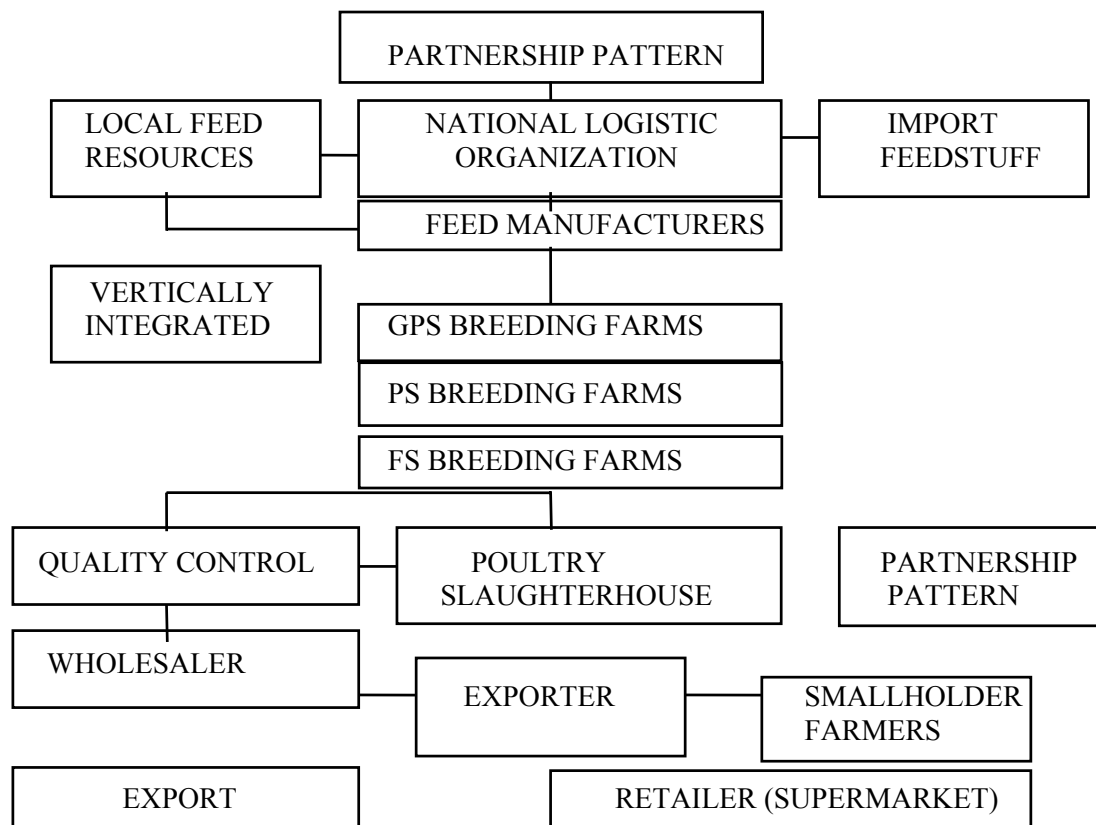 PARTNERSHIP PATTERN
LOCAL FEED
RESOURCES
NATIONAL LOGISTIC
ORGANIZATION
IMPORT
FEEDSTUFF
FEED MANUFACTURERS
VERTICALLY
INTEGRATED
GPS BREEDING FARMS
PS BREEDING FARMS
FS BREEDING FARMS
QUALITY CONTROL
POULTRY
SLAUGHTERHOUSE
PARTNERSHIP
PATTERN
WHOLESALER
EXPORTER
SMALLHOLDER
FARMERS
EXPORT
RETAILER (SUPERMARKET)